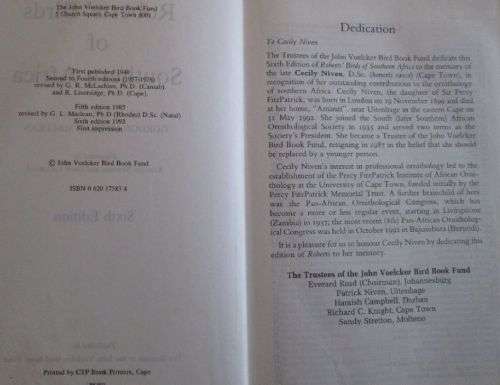 The John Voelcker Bird Book Fund
5 Church Square, Cape Town 8001
First published 1940
Second to Fourth editions (1957-1978)
revised by G. R. McLachlan, Ph.D. (Cantab)
and R. Liversidge, Ph.D. (Cape)
Fifth edition 1985
revised by G. L. Maclean, Ph.D (Rhodes) D.Sc. (Natal)
Sixth edition 1993
First impression
© John Voelcker Bird Book Fund
ISBN 0 620 17583 4
Printed by CTP Book Printers, Cape
Dedication
To Cecily Niven
The Trustees of the John Voelcker Bird Book Fund dedicate this
Sixth Edition of Roberts' Birds of Southern Africa to the memory of
the late Cecily Niven, D.Sc. (honoris causa) (Cape Town), in
recognition of her outstanding contributions to the ornithology
of southern Africa. Cecily Niven, the daughter of Sir Percy
FitzPatrick, was born in London on 29 November 1899 and died
at her home, "Amanzi", near Uitenhage in the eastern Cape on
31 May 1992. She joined the South (later Southern) African
Ornithological Society in 1935 and served two terms as the
Society's President. She became a Trustee of the John Voelcker
Bird Book Fund, resigning in 1987 in the belief that she should
be replaced by a younger person.
Cecily Niven's interest in professional ornithology led to the
establishment of the Percy FitzPatrick Institute of African Orni-
thology at the University of Cape Town, funded initially by the
Percy FitzPatrick Memorial Trust. A further brainchild of hers
was the Pan-African Ornithological Congress, which has
become a more or less regular event, starting in Livingstone
(Zambia) in 1957; the most recent (8th) Pan-African Ornitholog-
ical Congress was held in October 1992 in Bujumbura (Burundi).
It is a pleasure for us to honour Cecily Niven by dedicating this
edition of Roberts to her memory.
The Trustees of the John Voelcker Bird Book Fund
Everard Read (Chairman), Johannesburg
Patrick Niven, Uitenhage
Hamish Campbell, Durban
Richard C. Knight, Cape Town
Sandy Stretton, Molteno